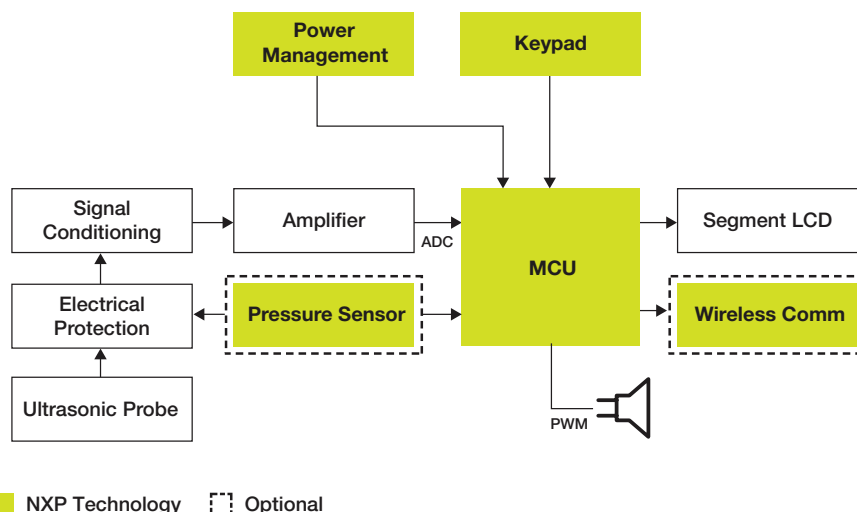 Power
Management
Keypad
Signal
Conditioning
Amplifier
ADC
MCU
Segment LCD
Electrical
Protection
Pressure Sensor
Wireless Comm
Ultrasonic Probe
PWM
NXP Technology
Optional